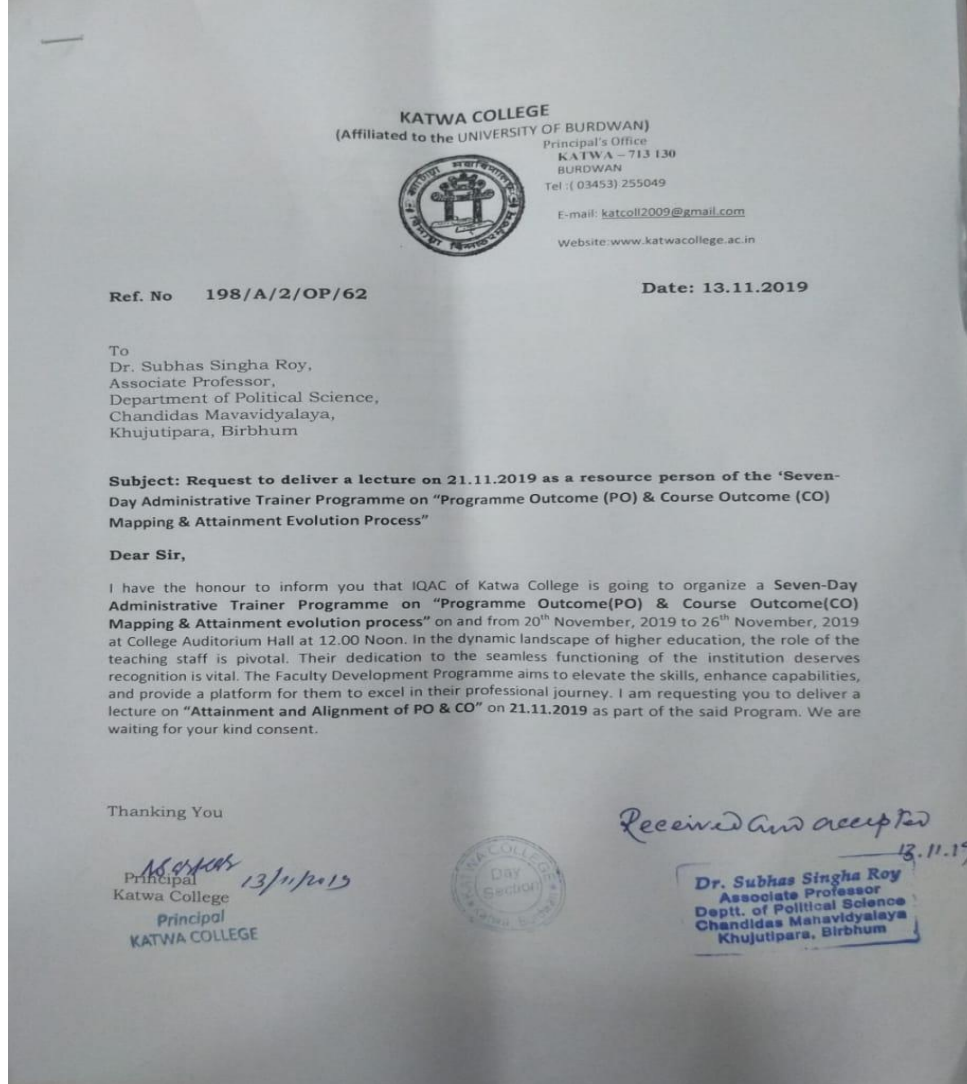 KATWA COLLEGE
(Affiliated to the UNIVERSITY OF BURDWAN)
Principal's Office
KATWA – 713 130
BURDWAN
Tel :( 03453) 255049
E-mail: katcoll2009@gmail.com
Website:www.katwacollege.ac.in
Ref. No 198/A/2/OP/62
Date: 13.11.2019
To
Dr. Subhas Singha Roy,
Associate Professor,
Department of Political Science,
Chandidas Mavavidyalaya,
Khujutipara, Birbhum
Subject: Request to deliver a lecture on 21.11.2019 as a resource person of the ‘Seven-
Day Administrative Trainer Programme on “Programme Outcome (PO) & Course Outcome (CO)
Mapping & Attainment Evolution Process”
Dear Sir,
I have the honour to inform you that IQAC of Katwa College is going to organize a Seven-Day
Administrative Trainer Programme on “Programme Outcome(PO) & Course Outcome(CO)
Mapping & Attainment evolution process” on and from 20th November, 2019 to 26th November, 2019
at College Auditorium Hall at 12.00 Noon. In the dynamic landscape of higher education, the role of the
teaching staff is pivotal. Their dedication to the seamless functioning of the institution deserves
recognition is vital. The Faculty Development Programme aims to elevate the skills, enhance capabilities,
and provide a platform for them to excel in their professional journey. I am requesting you to deliver a
lecture on “Attainment and Alignment of PO & CO” on 21.11.2019 as part of the said Program. We are
waiting for your kind consent.
Thanking You
Received and accepted
13.11.19
13/11/2019
Principal
Katwa College
Principal
KATWA COLLEGE
KATWA COLLEGE
Day
Section
Dr. Subhas Singha Roy
Associate Professor
Deptt. of Political Science
Chandidas Mahavidyalaya
Khujutipara, Birbhum